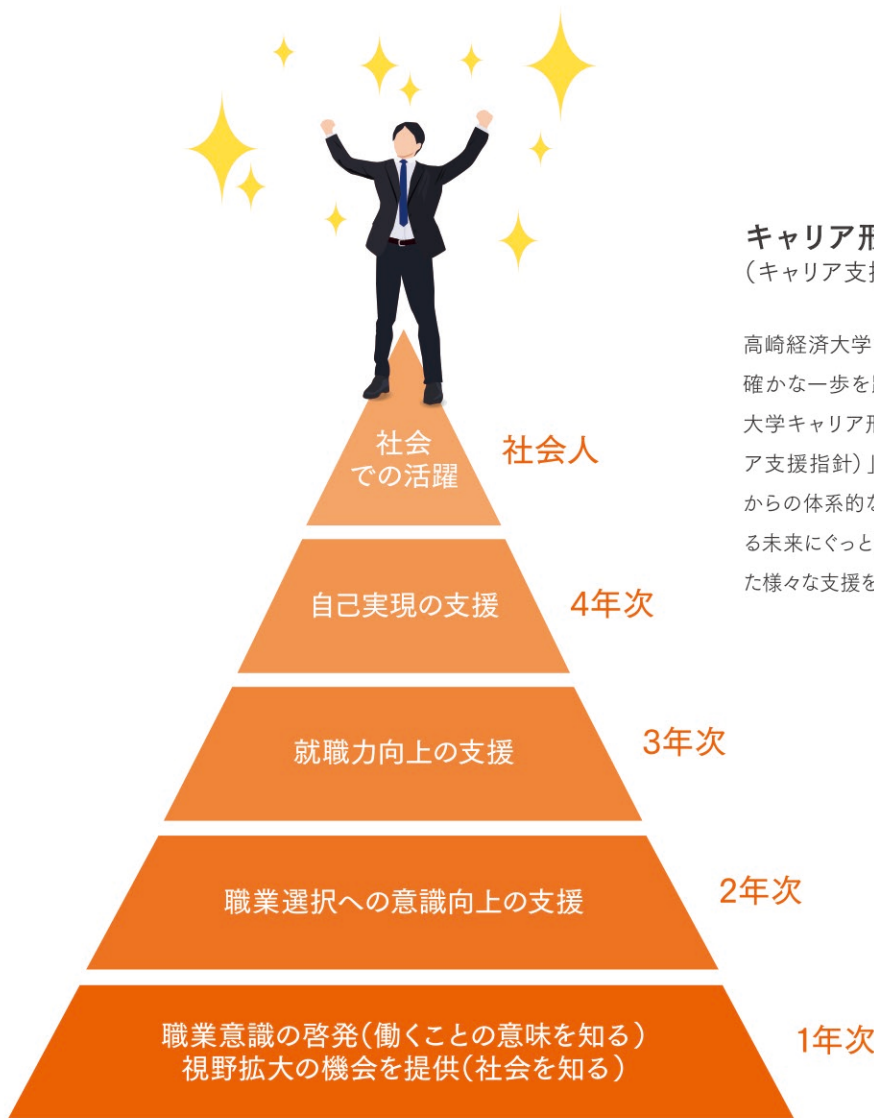 社会
での活躍
社会人
自己実現の支援
4年次
就職力向上の支援
3年次
職業選択への意識向上の支援
2年次
職業意識の啓発(働くことの意味を知る)
視野拡大の機会を提供(社会を知る)
1年次
キャリア形
(キャリア支援
高崎経済大学
確かな一歩を
大学キャリア形
ア支援指針)」
からの体系的な
る未来にぐっと
た様々な支援を